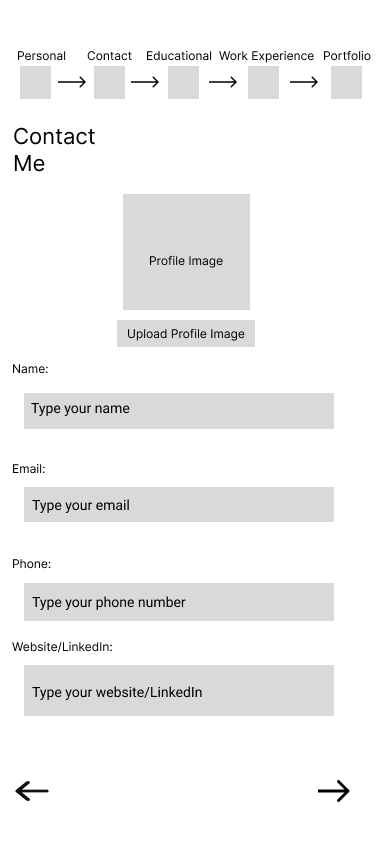 Personal Contact Educational Work Experience Portfolio
Contact
Me
Profile Image
Upload Profile Image
Name:
Type your name
Email:
Type your email
Phone:
Type your phone number
Website/LinkedIn:
Type your website/LinkedIn